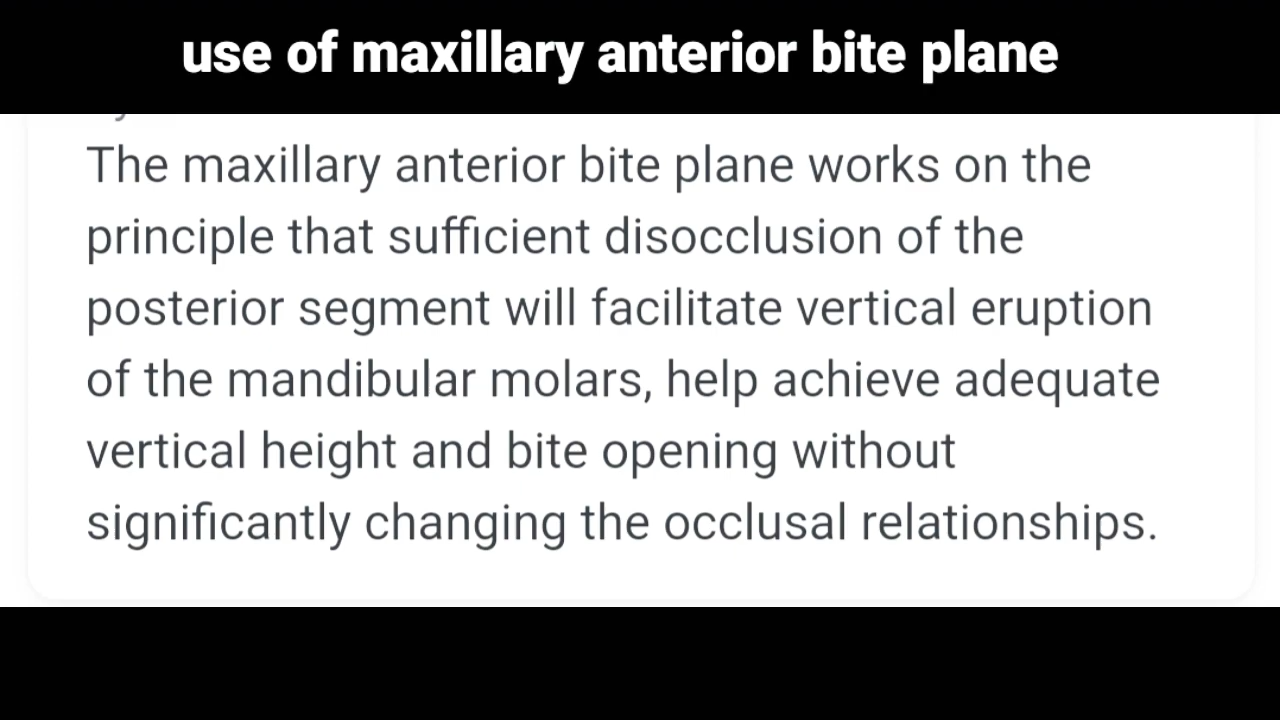 use of maxillary anterior bite plane
The maxillary anterior bite plane works on the
principle that sufficient disocclusion of the
posterior segment will facilitate vertical eruption
of the mandibular molars, help achieve adequate
vertical height and bite opening without
significantly changing the occlusal relationships.